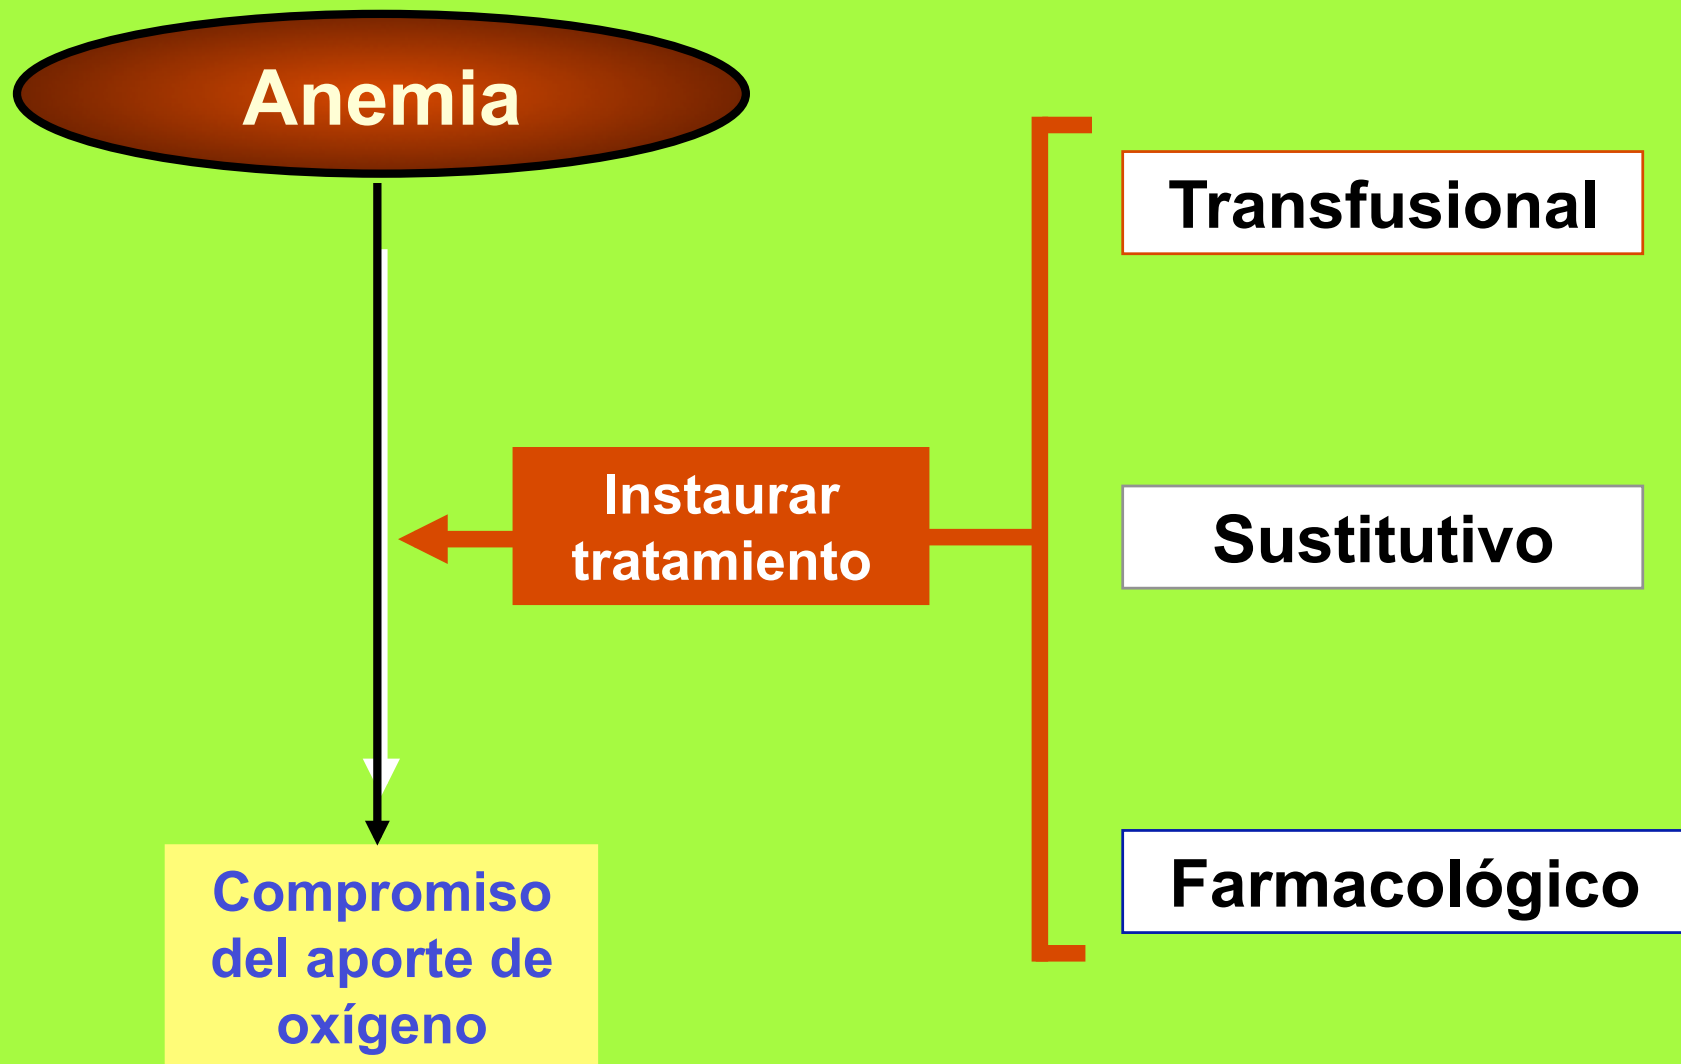 Anemia
Transfusional
Instaurar
tratamiento
Sustitutivo
Farmacológico
Compromiso
del aporte de
oxígeno